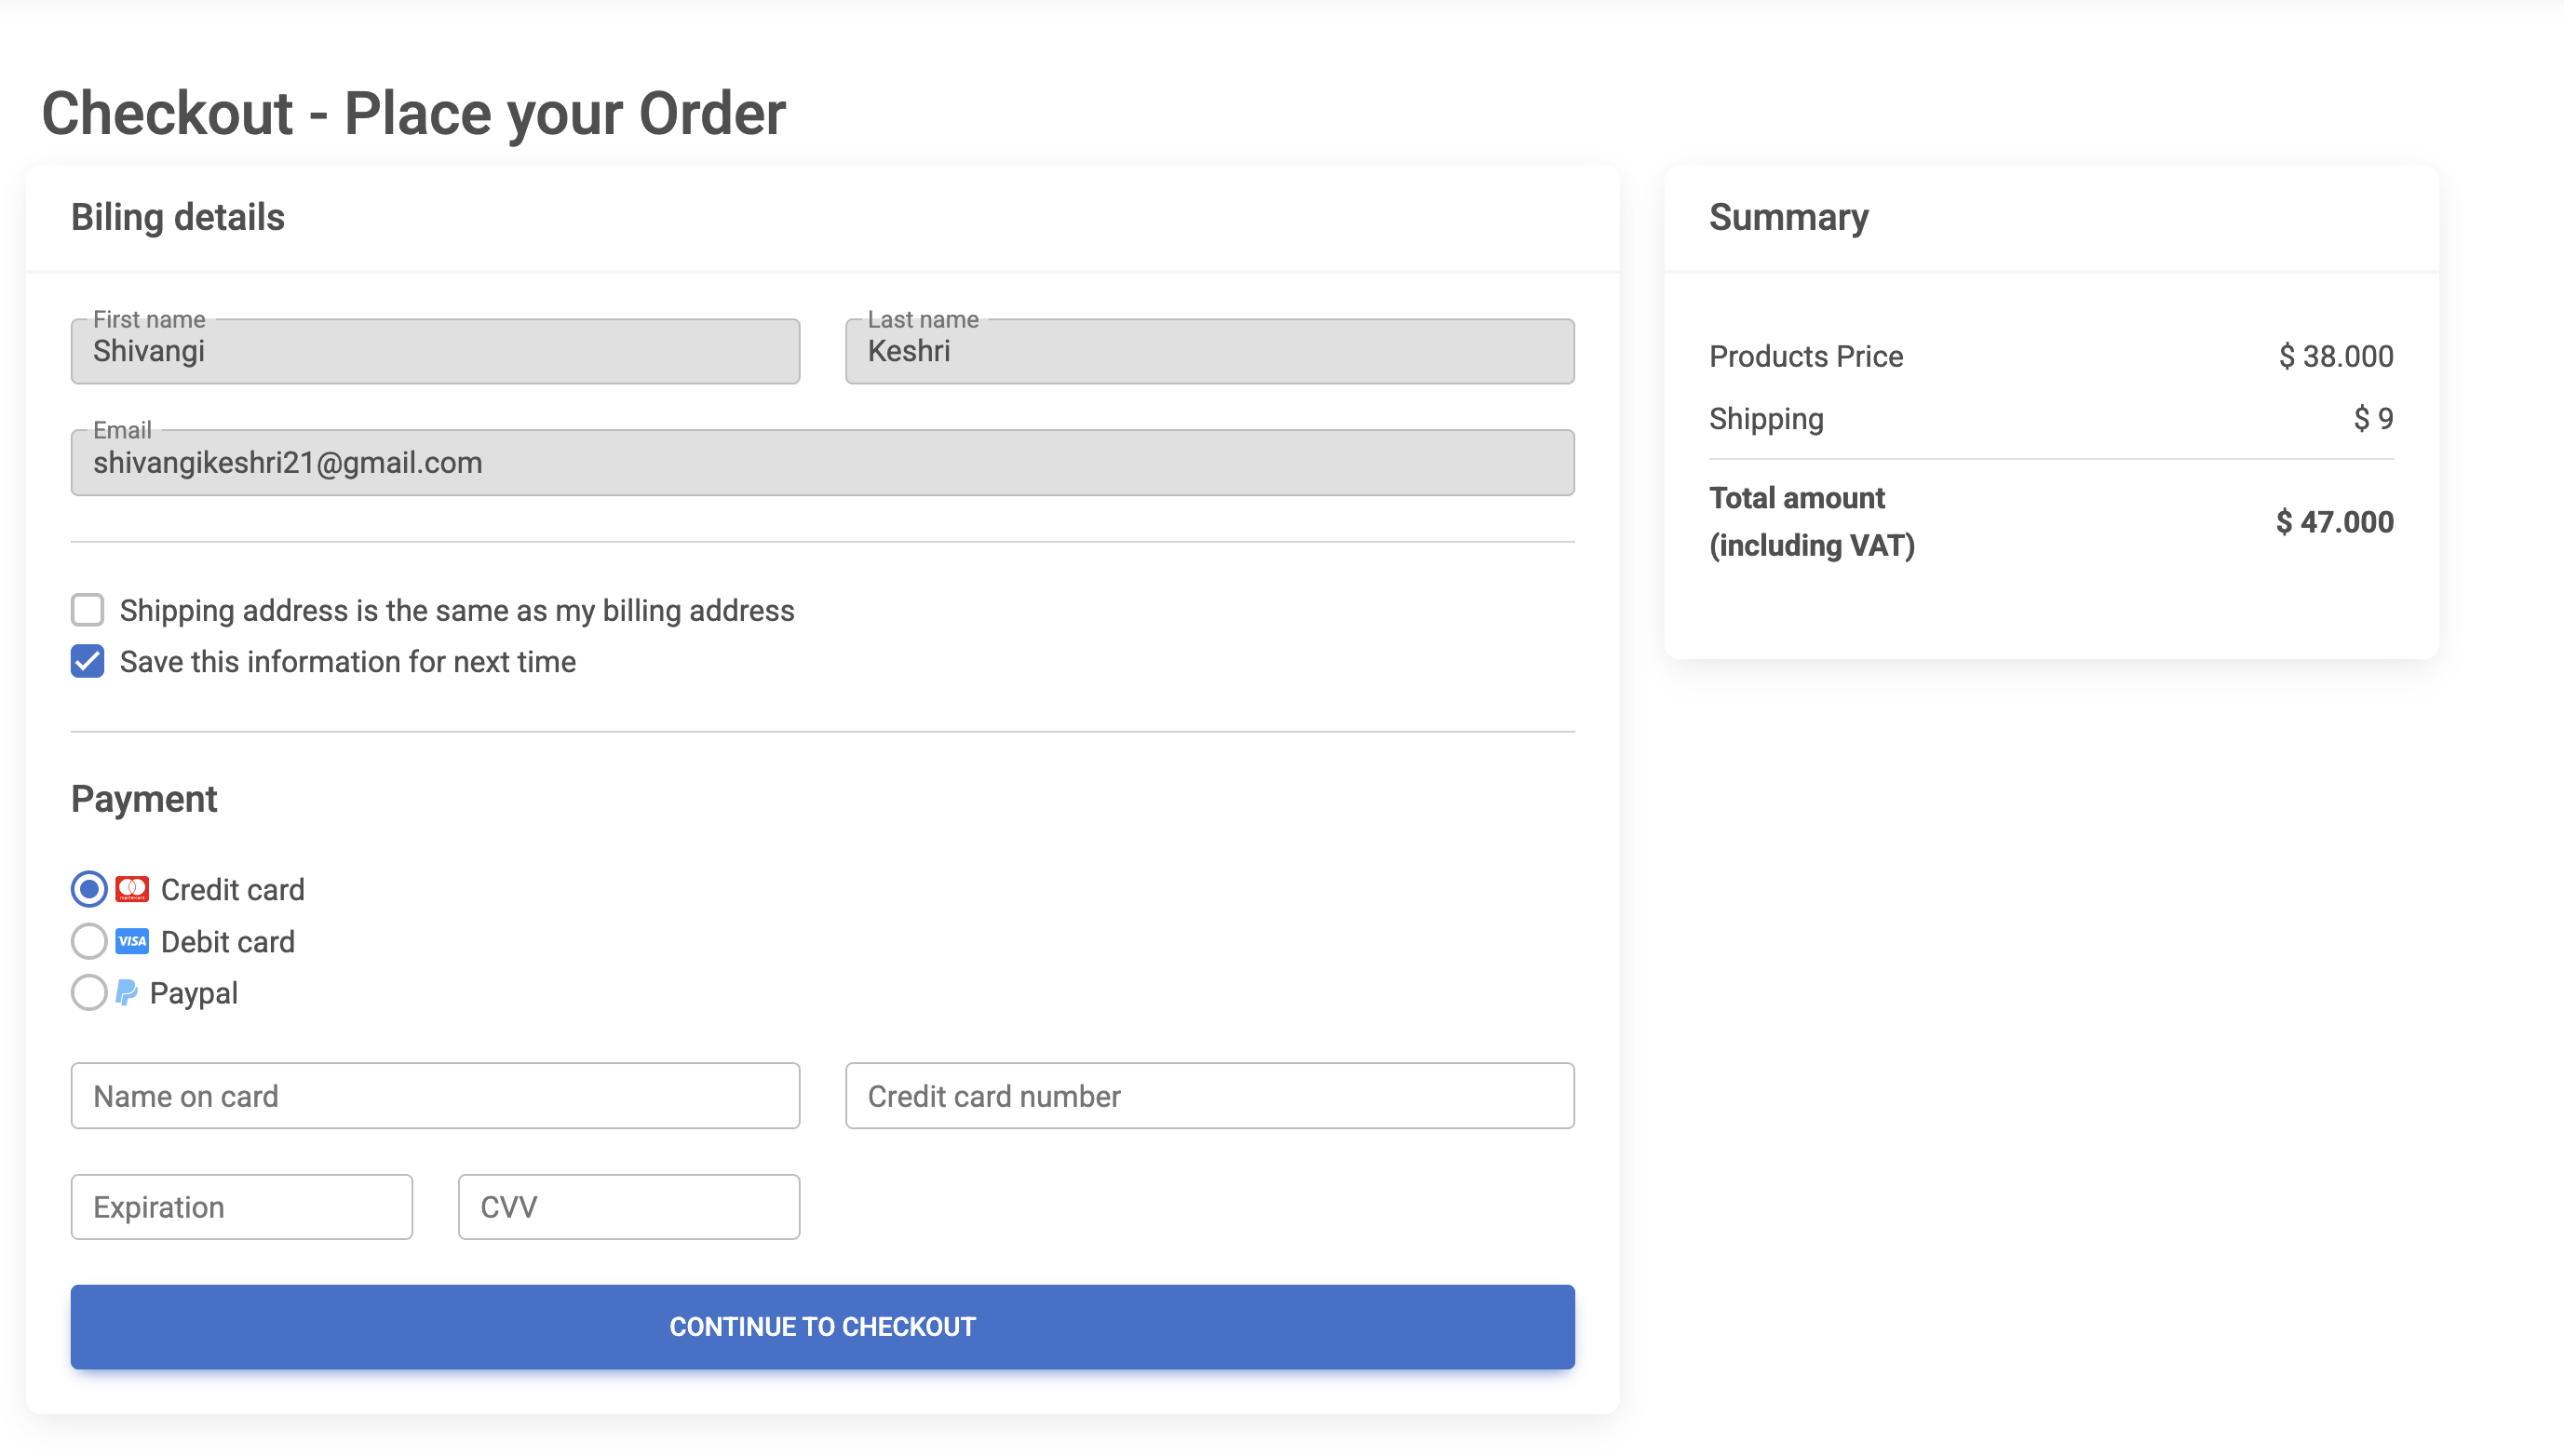 Checkout - Place your Order
Biling details
First name
Shivangi
Last name
Keshri
Email
shivangikeshri21@gmail.com
Shipping address is the same as my billing address
Save this information for next time
Payment
Credit card
VISA Debit card
Paypal
Name on card
Credit card number
Expiration
CVV
CONTINUE TO CHECKOUT
Summary
Products Price $ 38.000
Shipping $ 9
Total amount
(including VAT) $ 47.000